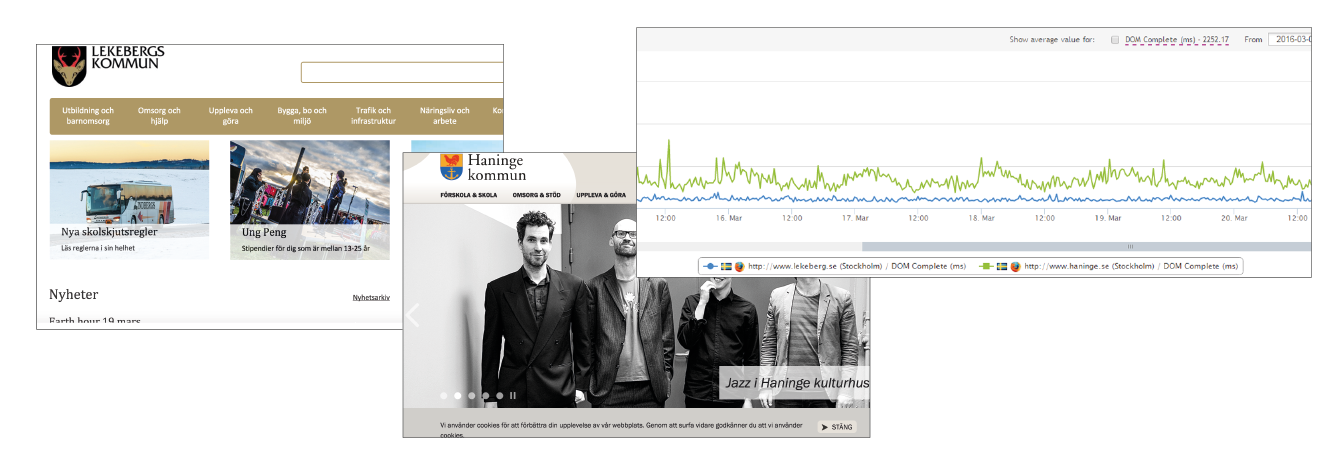 LEKEBERGS
KOMMUN
Utbildning och
barnomsorg
Omsorg och
hjälp
Uppleva och
göra
Bygga, bo och
miljö
Trafik och
infrastruktur
Näringsliv och
arbete
Nya skolskjutsregler
Läs reglerna i sin helhet
Ung Peng
Stipendier för dig som är mellan 13-25 år
Nyheter
Nyhetsarkiv
Earth hour 19 mars
Haninge
kommun
FÖRSKOLA & SKOLA OMSORG & STÖD UPPLEVA & GÖRA
Jazz i Haninge kulturhus
Vi använder cookies för att förbättra din upplevelse av vår webbplats. Genom att surfa vidare godkänner du att vi använder
cookies.
STÄNG
Show average value for: DOM Complete (ms) - 2252.17 From 2016-03-0
12:00 16. Mar 12:00 17. Mar 12:00 18. Mar 12:00 19. Mar 12:00 20. Mar 12:00
http://www.lekeberg.se (Stockholm) / DOM Complete (ms) http://www.haninge.se (Stockholm) / DOM Complete (ms)